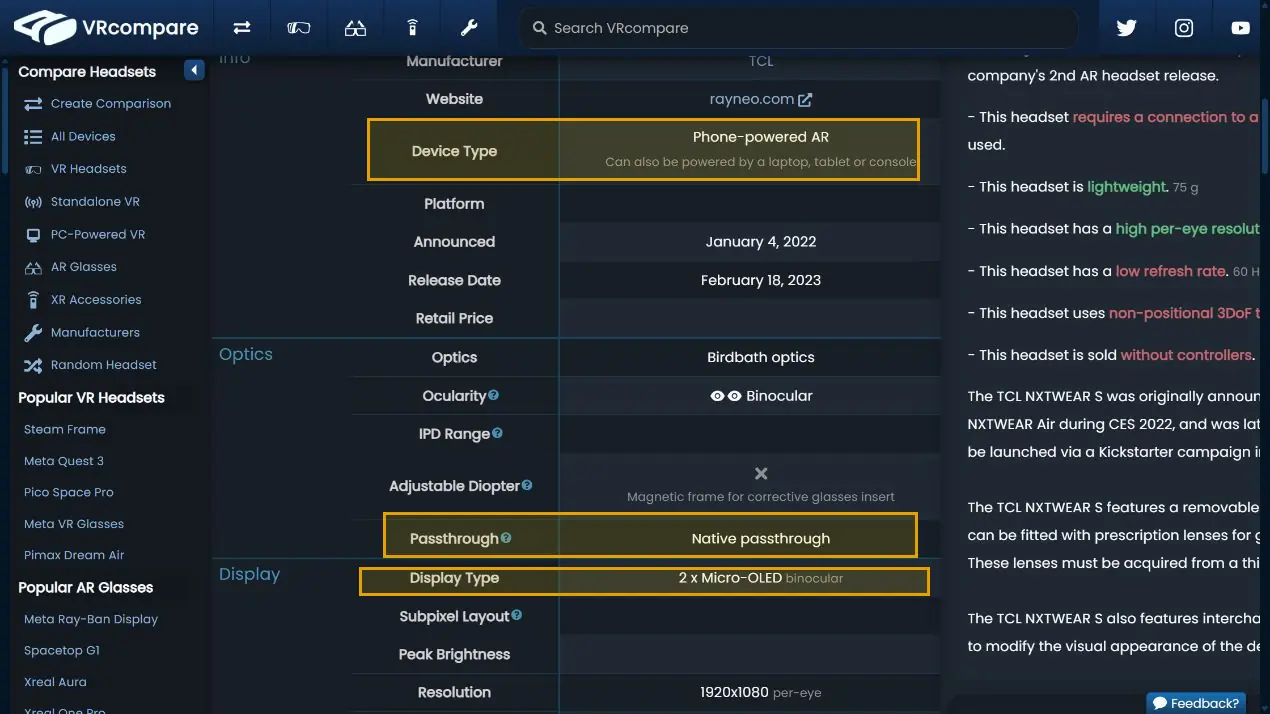 VRcompare
Search VRcompare
Compare Headsets
Create Comparison
All Devices
VR Headsets
Standalone VR
PC-Powered VR
AR Glasses
XR Accessories
Manufacturers
Random Headset
Popular VR Headsets
Steam Frame
Meta Quest 3
Pico Space Pro
Meta VR Glasses
Pimax Dream Air
Popular AR Glasses
Meta Ray-Ban Display
Spacetop G1
Xreal Aura
Xreal One Pro
Info
Manufacturer TCL
Website rayneo.com
Device Type Phone-powered AR
Can also be powered by a laptop, tablet or console
Platform
Announced January 4, 2022
Release Date February 18, 2023
Retail Price
Optics
Optics Birdbath optics
Ocularity Binocular
IPD Range
Adjustable Diopter
Magnetic frame for corrective glasses insert
Passthrough Native passthrough
Display
Display Type 2 x Micro-OLED binocular
Subpixel Layout
Peak Brightness
Resolution 1920x1080 per-eye
company's 2nd AR headset release.
- This headset requires a connection to a
used.
- This headset is lightweight. 75 g
- This headset has a high per-eye resolut
- This headset has a low refresh rate. 60 H
- This headset uses non-positional 3DoF t
- This headset is sold without controllers.
The TCL NXTWEAR S was originally announ
NXTWEAR Air during CES 2022, and was lat
be launched via a Kickstarter campaign i
The TCL NXTWEAR S features a removable
can be fitted with prescription lenses for g
These lenses must be acquired from a thi
The TCL NXTWEAR S also features intercha
to modify the visual appearance of the de
Feedback?